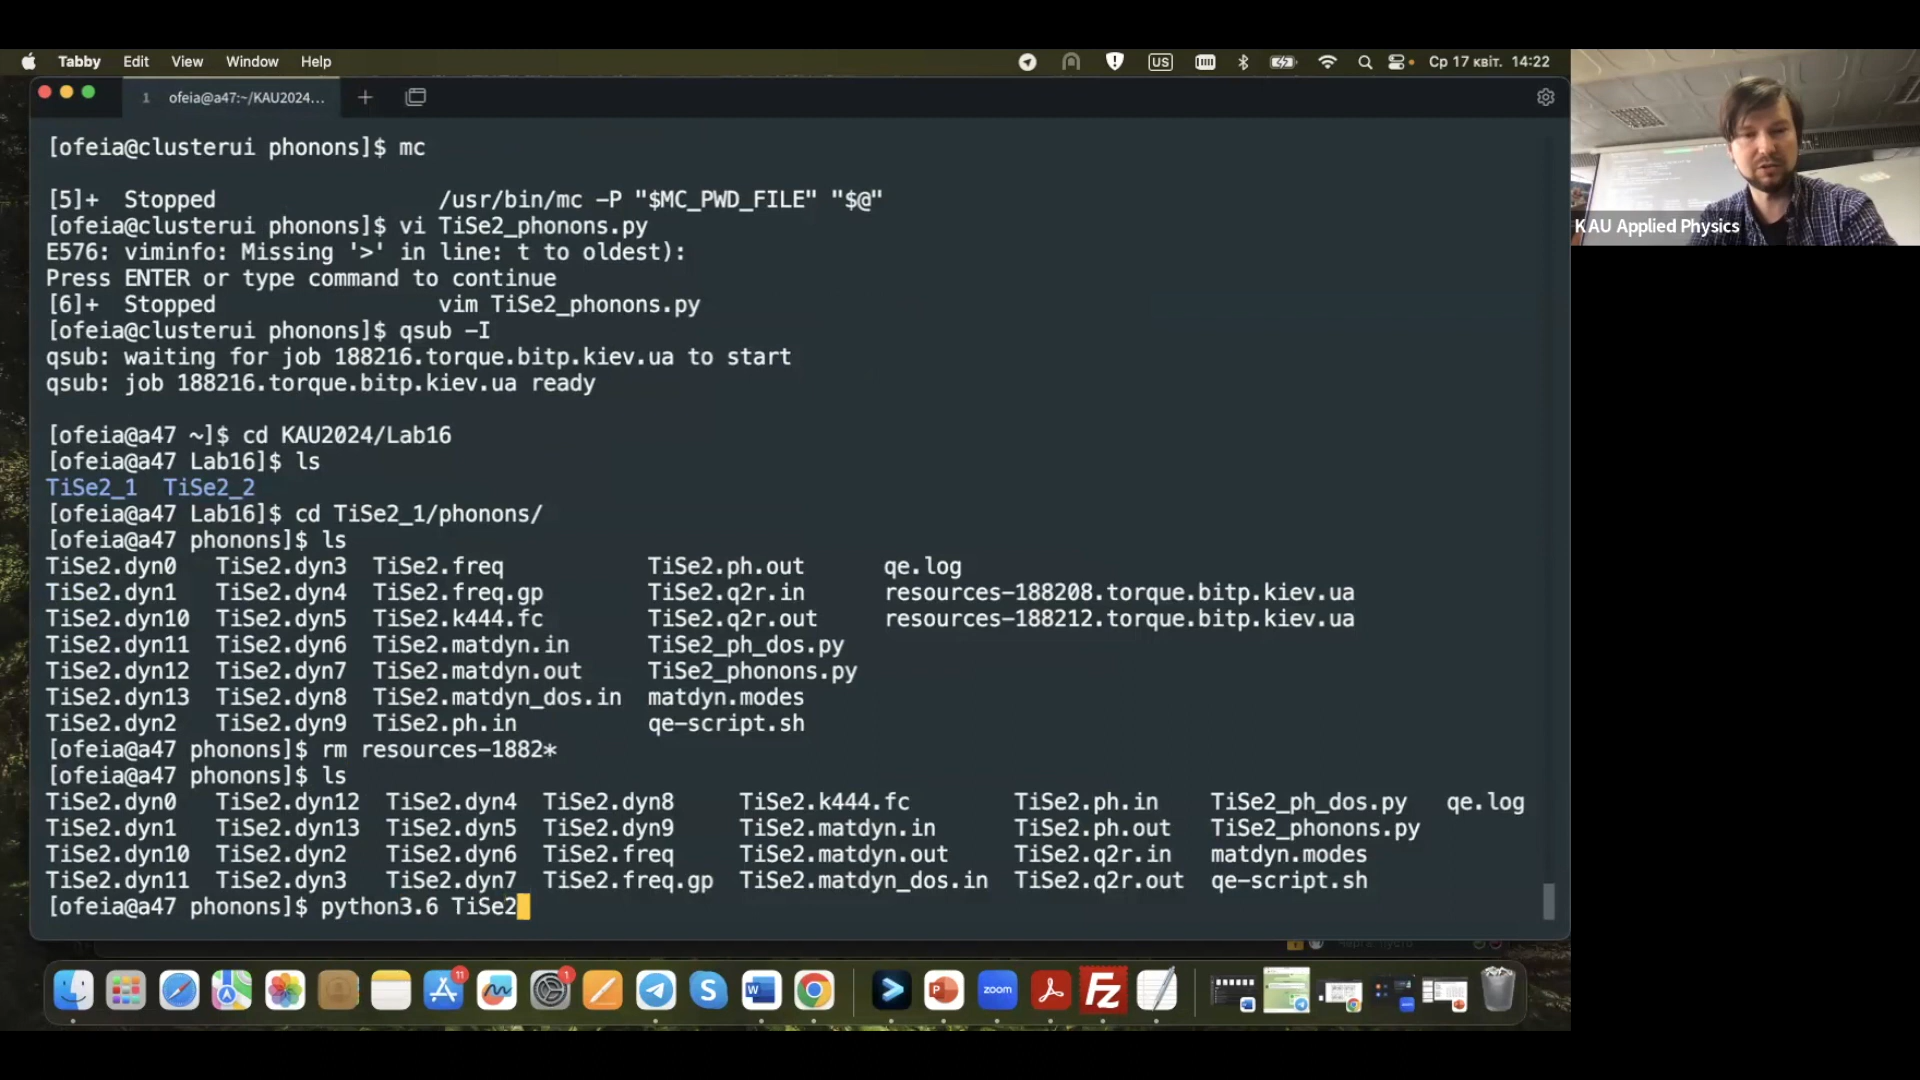 Tabby Edit View Window Help US Ср 17 квіт. 14:22
1 ofeia@a47:~/KAU2024...
[ofeia@clusterui phonons]$ mc
[5]+ Stopped /usr/bin/mc -P "$MC_PWD_FILE" "$@"
[ofeia@clusterui phonons]$ vi TiSe2_phonons.py
E576: viminfo: Missing '>' in line: t to oldest):
Press ENTER or type command to continue
[6]+ Stopped vim TiSe2_phonons.py
[ofeia@clusterui phonons]$ qsub -I
qsub: waiting for job 188216.torque.bitp.kiev.ua to start
qsub: job 188216.torque.bitp.kiev.ua ready
[ofeia@a47 ~]$ cd KAU2024/Lab16
[ofeia@a47 Lab16]$ ls
TiSe2_1 TiSe2_2
[ofeia@a47 Lab16]$ cd TiSe2_1/phonons/
[ofeia@a47 phonons]$ ls
TiSe2.dyn0 TiSe2.dyn3 TiSe2.freq TiSe2.ph.out qe.log
TiSe2.dyn1 TiSe2.dyn4 TiSe2.freq.gp TiSe2.q2r.in resources-188208.torque.bitp.kiev.ua
TiSe2.dyn10 TiSe2.dyn5 TiSe2.k444.fc TiSe2.q2r.out resources-188212.torque.bitp.kiev.ua
TiSe2.dyn11 TiSe2.dyn6 TiSe2.matdyn.in TiSe2_ph_dos.py
TiSe2.dyn12 TiSe2.dyn7 TiSe2.matdyn.out TiSe2_phonons.py
TiSe2.dyn13 TiSe2.dyn8 TiSe2.matdyn_dos.in matdyn.modes
TiSe2.dyn2 TiSe2.dyn9 TiSe2.ph.in qe-script.sh
[ofeia@a47 phonons]$ rm resources-1882*
[ofeia@a47 phonons]$ ls
TiSe2.dyn0 TiSe2.dyn12 TiSe2.dyn4 TiSe2.dyn8 TiSe2.k444.fc TiSe2.ph.in TiSe2_ph_dos.py qe.log
TiSe2.dyn1 TiSe2.dyn13 TiSe2.dyn5 TiSe2.dyn9 TiSe2.matdyn.in TiSe2.ph.out TiSe2_phonons.py
TiSe2.dyn10 TiSe2.dyn2 TiSe2.dyn6 TiSe2.freq TiSe2.matdyn.out TiSe2.q2r.in matdyn.modes
TiSe2.dyn11 TiSe2.dyn3 TiSe2.dyn7 TiSe2.freq.gp TiSe2.matdyn_dos.in TiSe2.q2r.out qe-script.sh
[ofeia@a47 phonons]$ python3.6 TiSe2
KAU Applied Physics
11
1
zoom